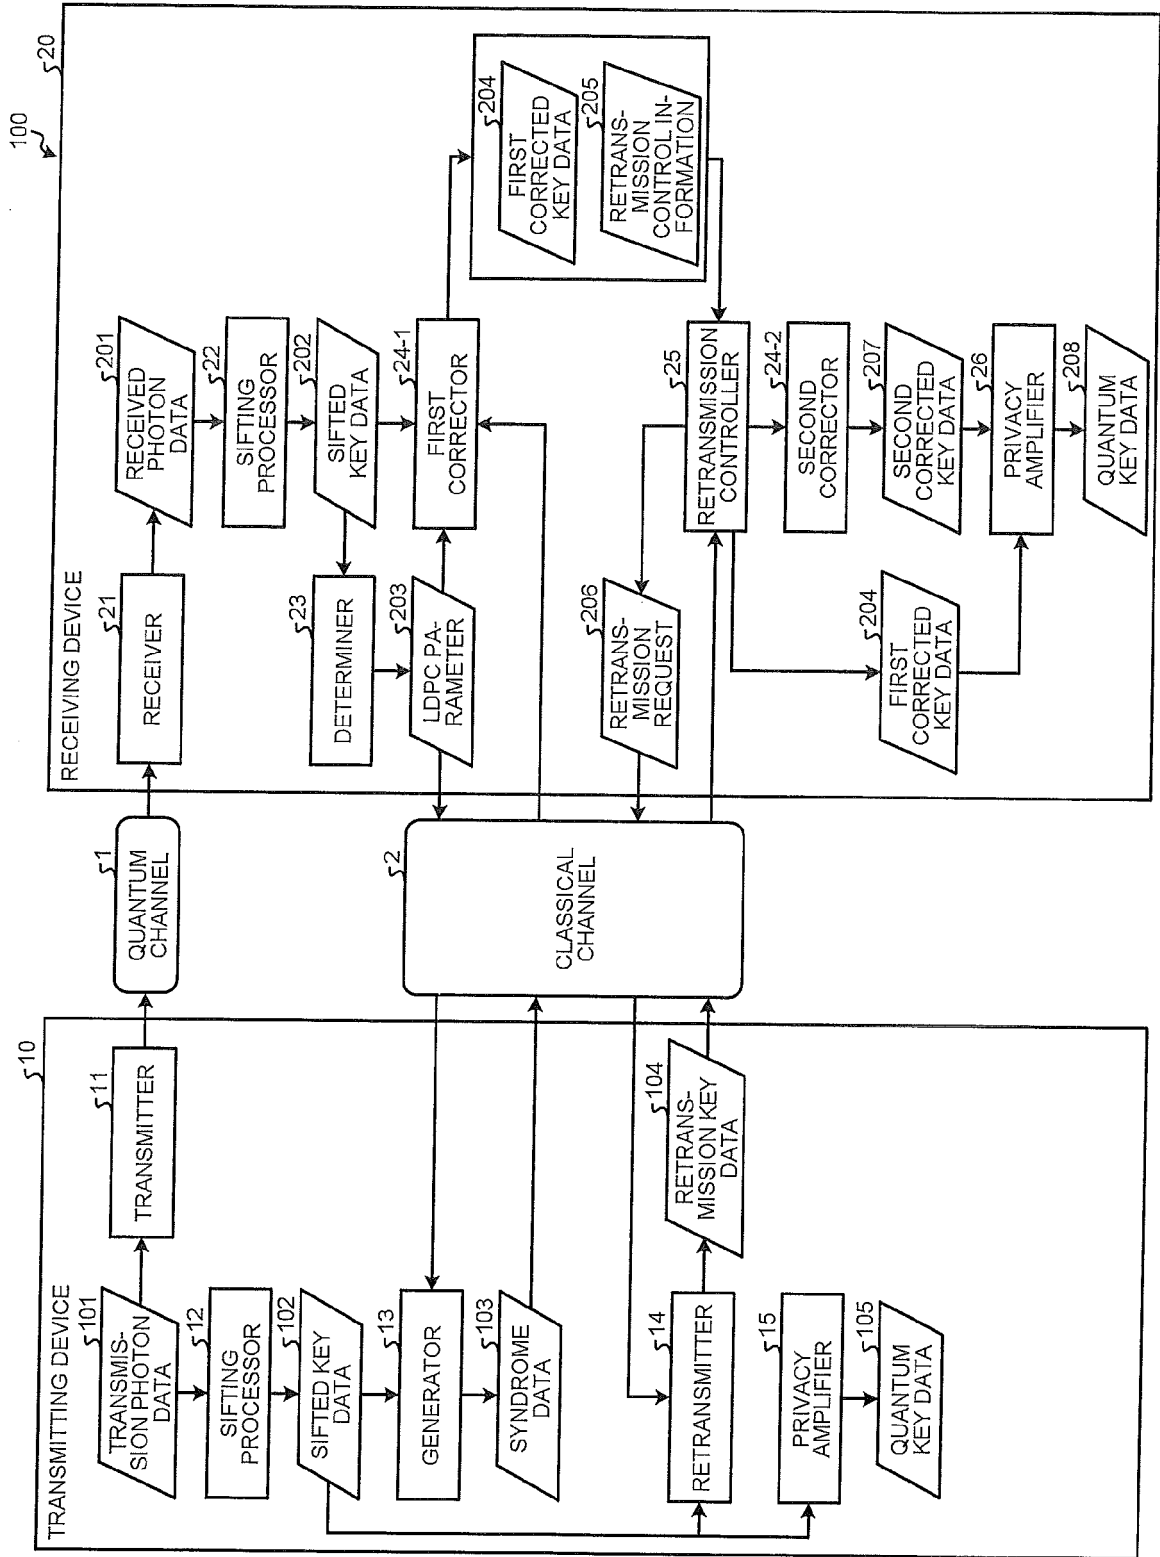 100
20
RECEIVING DEVICE
21
RECEIVER
201
RECEIVED
PHOTON
DATA
22
SIFTING
PROCESSOR
202
SIFTED
KEY DATA
23
DETERMINER
203
LDPC PA-
RAMETER
24-1
FIRST
CORRECTOR
204
FIRST
CORRECTED
KEY DATA
205
RETRANS-
MISSION
CONTROL IN-
FORMATION
206
RETRANS-
MISSION
REQUEST
25
RETRANSMISSION
CONTROLLER
24-2
SECOND
CORRECTOR
207
SECOND
CORRECTED
KEY DATA
204
FIRST
CORRECTED
KEY DATA
26
PRIVACY
AMPLIFIER
208
QUANTUM
KEY DATA
1
QUANTUM
CHANNEL
2
CLASSICAL
CHANNEL
10
TRANSMITTING DEVICE
11
TRANSMITTER
101
TRANSMIS-
SION PHOTON
DATA
12
SIFTING
PROCESSOR
102
SIFTED KEY
DATA
13
GENERATOR
103
SYNDROME
DATA
14
RETRANSMITTER
104
RETRANS-
MISSION KEY
DATA
15
PRIVACY
AMPLIFIER
105
QUANTUM
KEY DATA